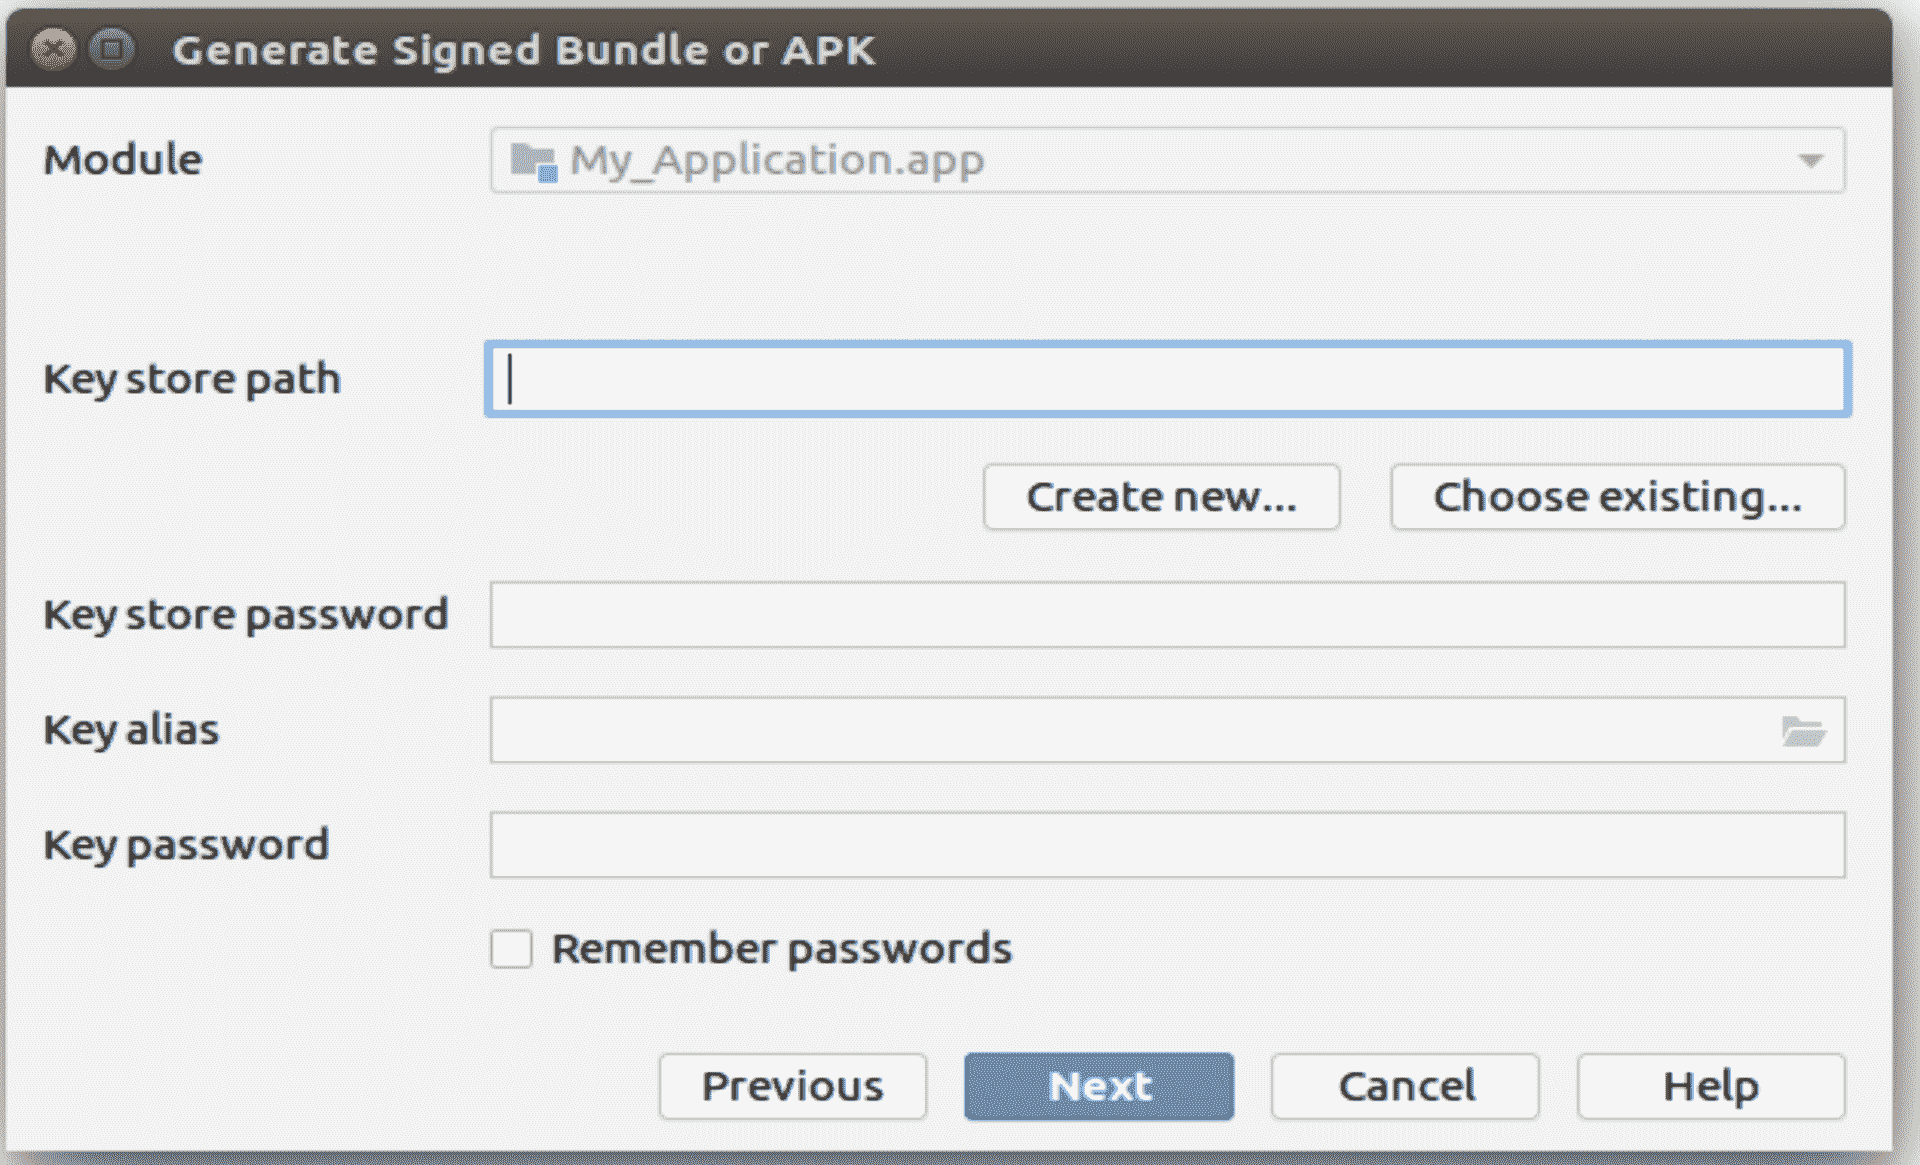 Generate Signed Bundle or APK
Module My_Application.app
Key store path
Create new... Choose existing...
Key store password
Key alias
Key password
Remember passwords
Previous Next Cancel Help